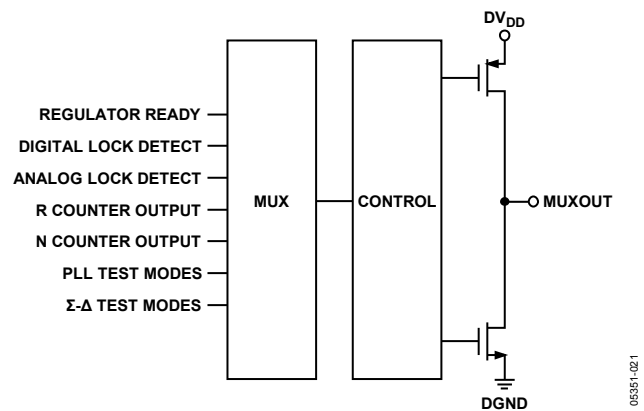 DVDD
REGULATOR READY
DIGITAL LOCK DETECT
ANALOG LOCK DETECT
R COUNTER OUTPUT
N COUNTER OUTPUT
PLL TEST MODES
Σ-Δ TEST MODES
MUX
CONTROL
MUXOUT
DGND
05351-021